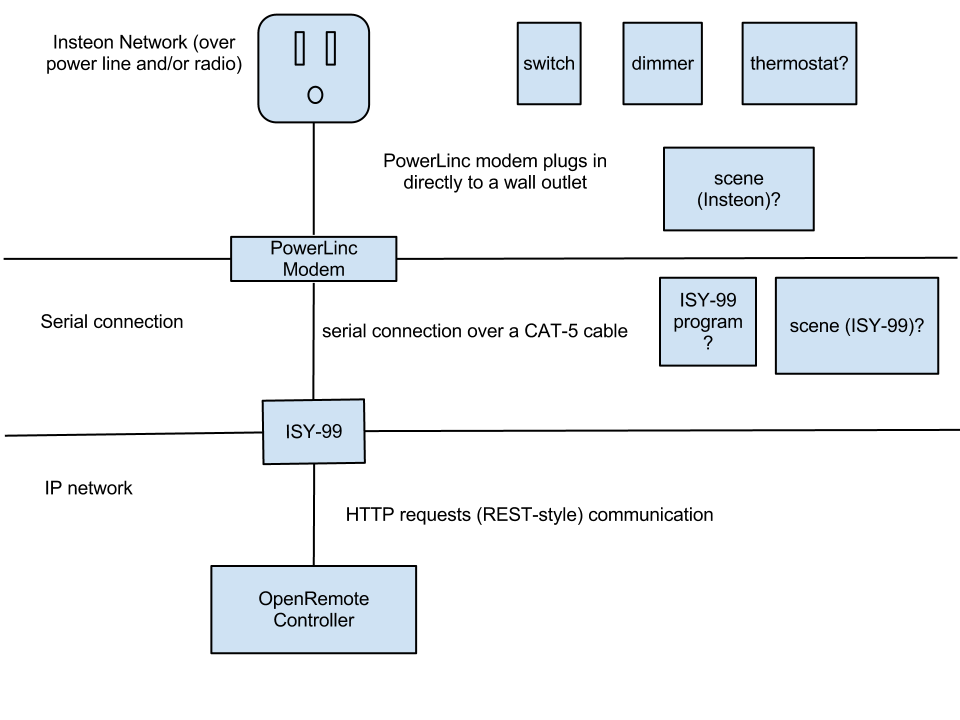 Insteon Network (over
power line and/or radio)
switch
dimmer
thermostat?
PowerLinc modem plugs in
directly to a wall outlet
scene
(Insteon)?
PowerLinc
Modem
Serial connection
serial connection over a CAT-5 cable
ISY-99
program
?
scene (ISY-99)?
ISY-99
IP network
HTTP requests (REST-style) communication
OpenRemote
Controller